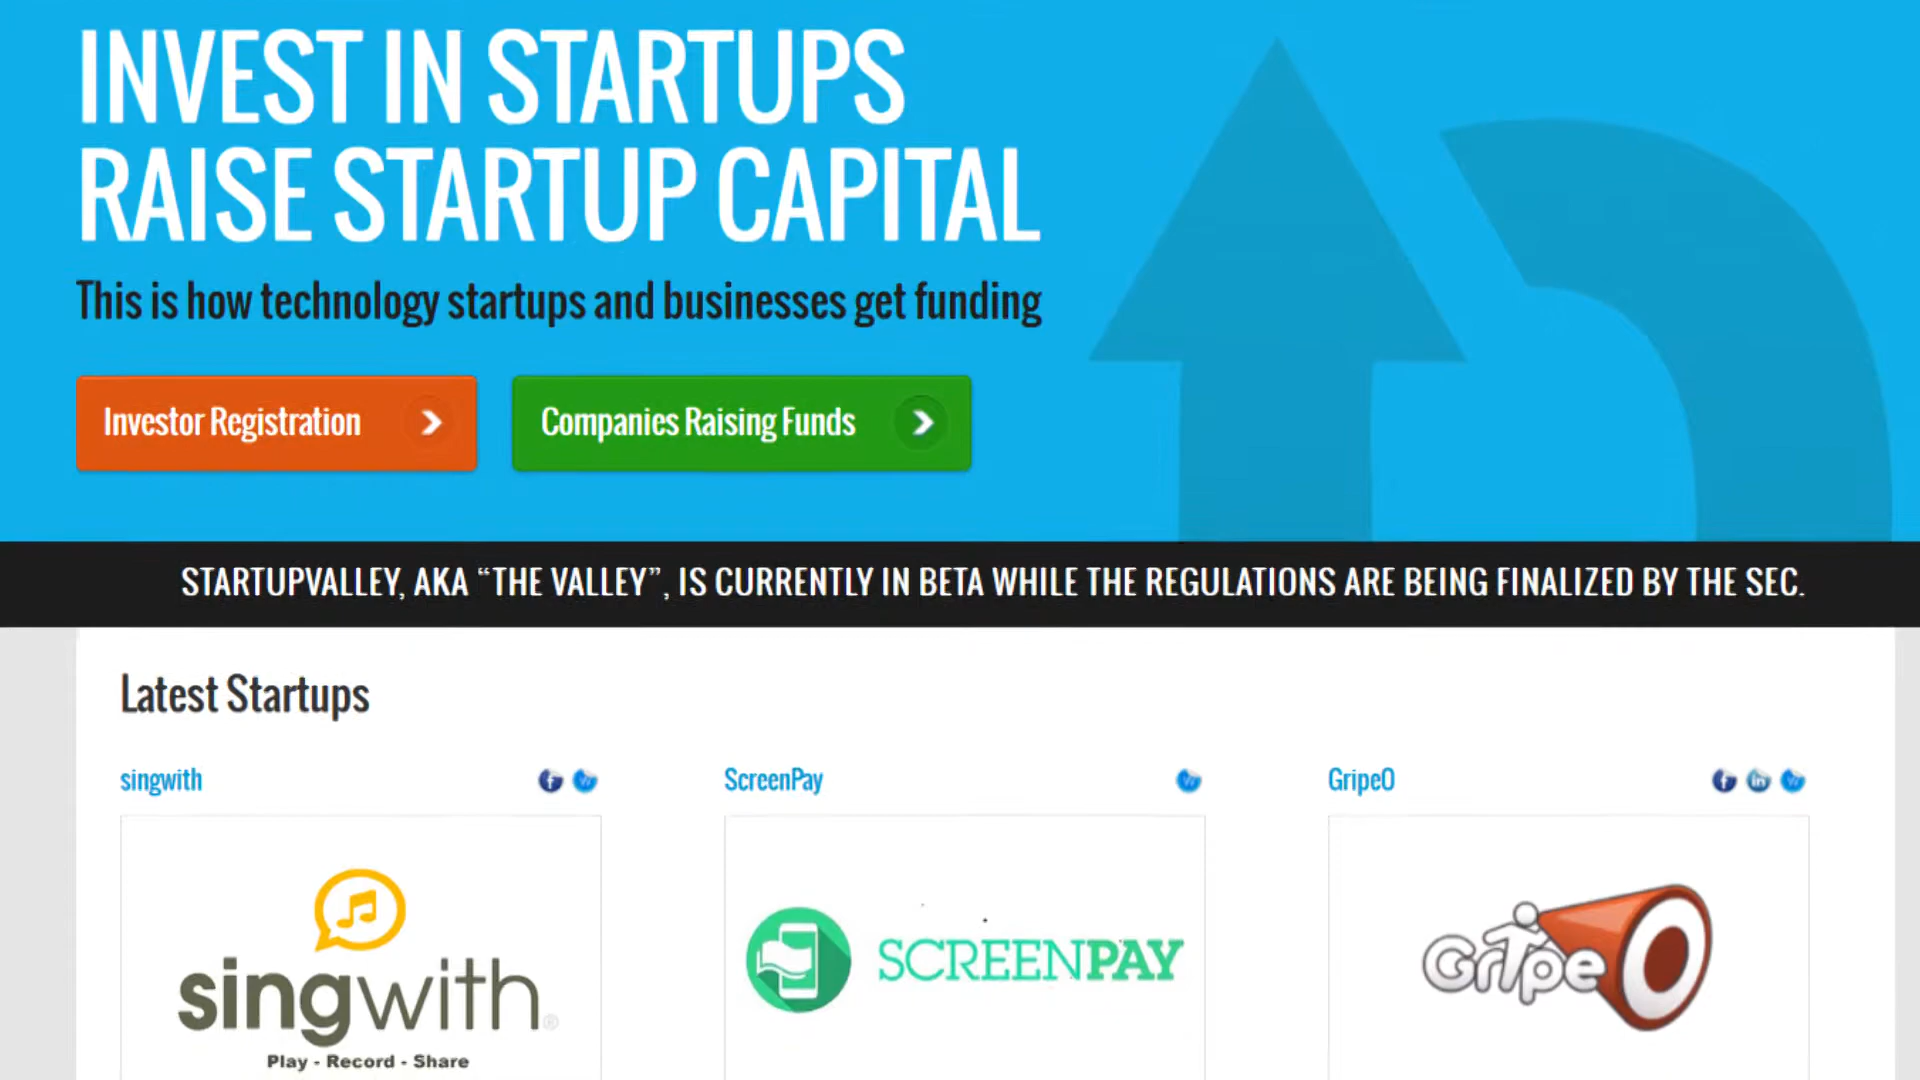 INVEST IN STARTUPS
RAISE STARTUP CAPITAL
This is how technology startups and businesses get funding
Investor Registration
Companies Raising Funds
STARTUPVALLEY, AKA “THE VALLEY”, IS CURRENTLY IN BETA WHILE THE REGULATIONS ARE BEING FINALIZED BY THE SEC.
Latest Startups
singwith
ScreenPay
GripeO
singwith®
Play - Record - Share
SCREENPAY
GripeO